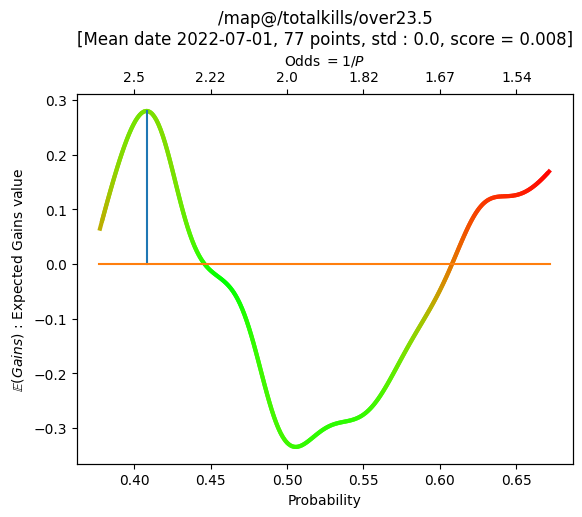 /map@/totalkills/over23.5
[Mean date 2022-07-01, 77 points, std : 0.0, score = 0.008]
Odds = 1/P
2.5 2.22 2.0 1.82 1.67 1.54
0.3
0.2
0.1
0.0
−0.1
−0.2
−0.3
𝔼(Gains) : Expected Gains value
0.40 0.45 0.50 0.55 0.60 0.65
Probability